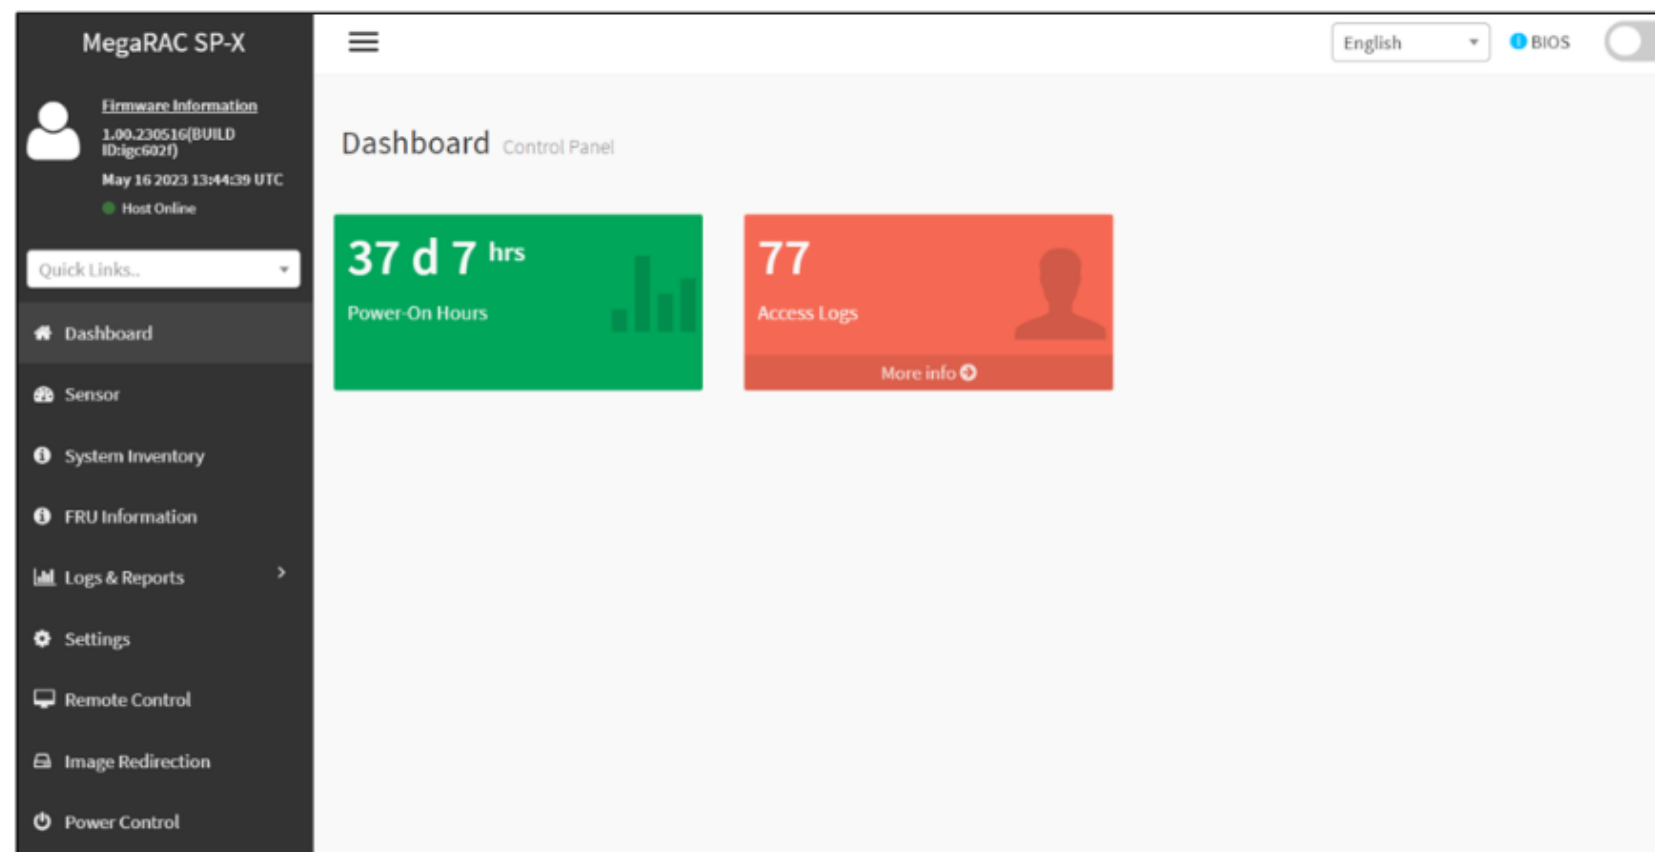 MegaRAC SP-X
English
BIOS
Firmware Information
1.00.230516(BUILD
ID:igc602f)
May 16 2023 13:44:39 UTC
Host Online
Quick Links..
Dashboard
Sensor
System Inventory
FRU Information
Logs & Reports
Settings
Remote Control
Image Redirection
Power Control
Dashboard Control Panel
37 d 7 hrs
Power-On Hours
77
Access Logs
More info